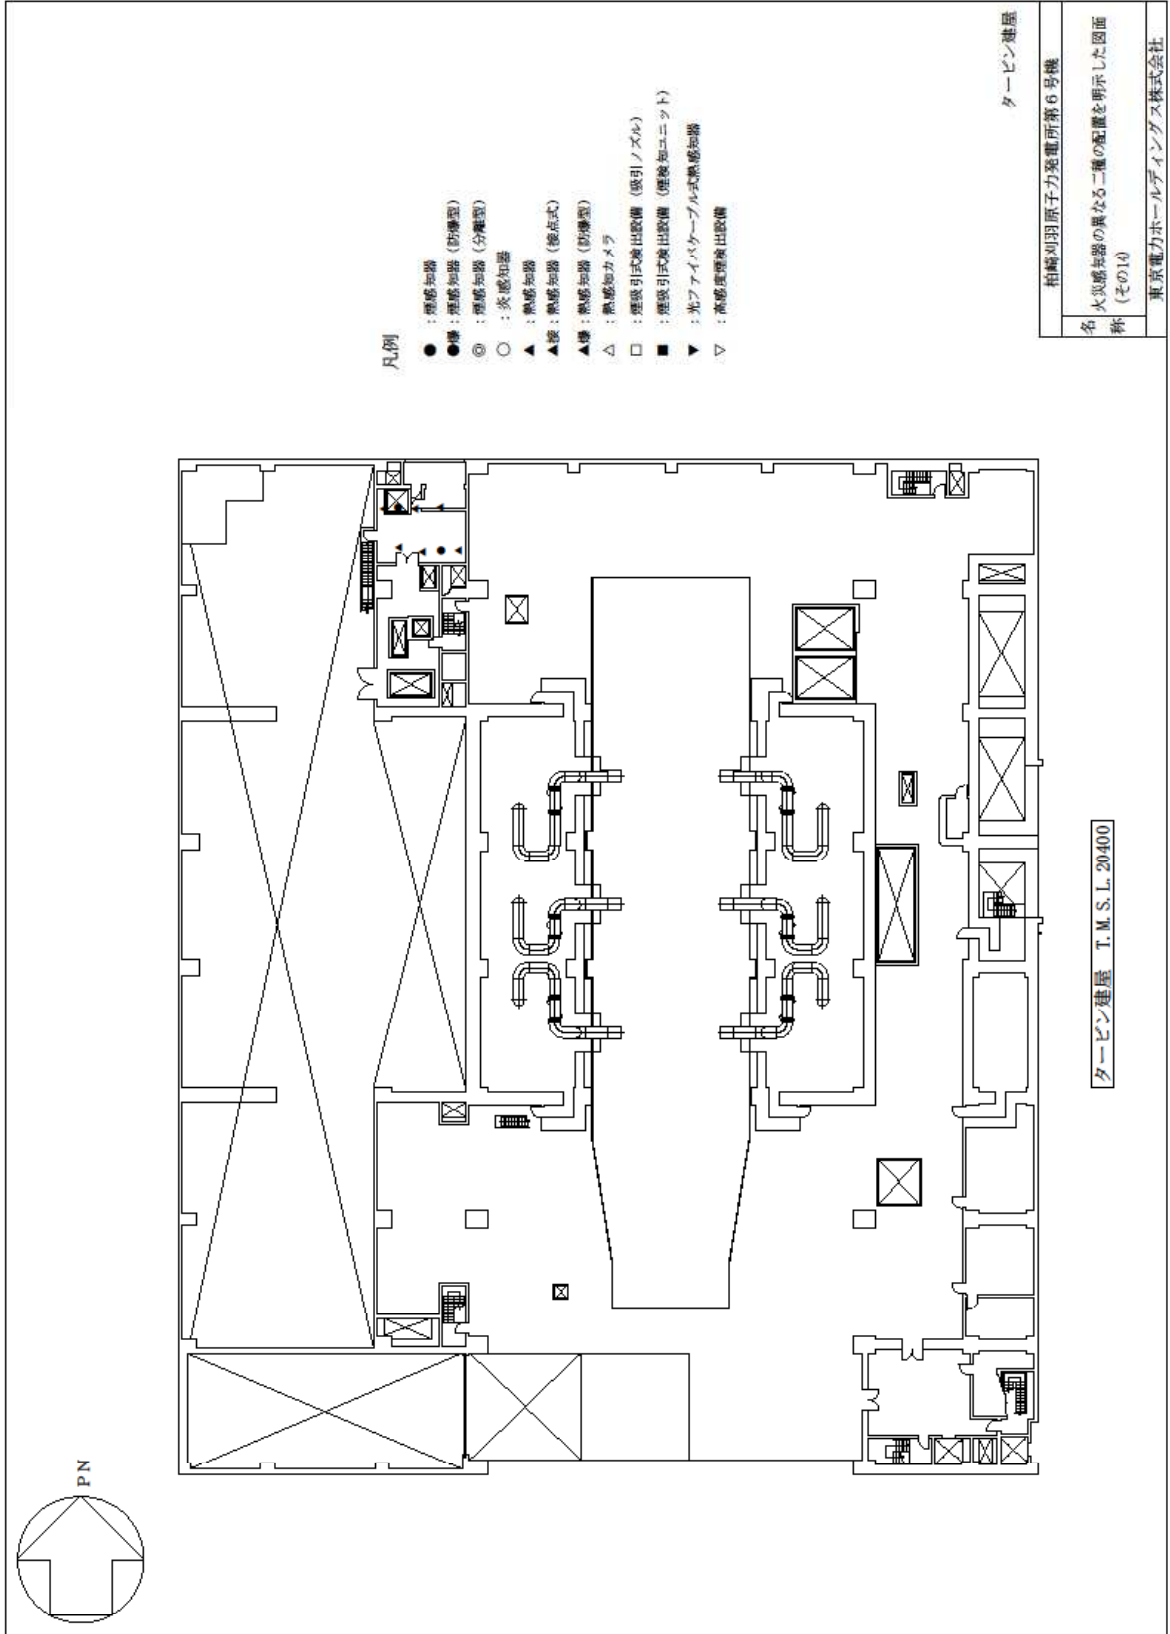 PN
凡例
● ：煙感知器
●爆：煙感知器（防爆型）
◎ ：煙感知器（分離型）
○ ：炎感知器
▲ ：熱感知器
▲接：熱感知器（接点式）
▲爆：熱感知器（防爆型）
△ ：熱感知カメラ
□ ：煙吸引式検出設備（吸引ノズル）
■ ：煙吸引式検出設備（煙検知ユニット）
▼ ：光ファイバケーブル式熱感知器
▽ ：高感度煙検出設備
タービン建屋
タービン建屋 T.M.S.L.20400
柏崎刈羽原子力発電所第6号機
名称
火災感知器の異なる二種の配置を明示した図面
(その14)
東京電力ホールディングス株式会社